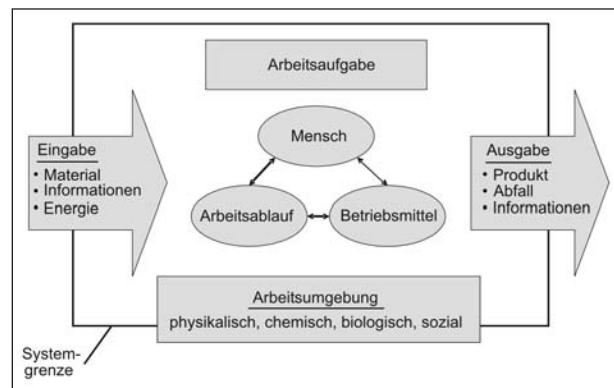 Arbeitsaufgabe
Mensch
Eingabe
• Material
• Informationen
• Energie
Arbeitsablauf
Betriebsmittel
Ausgabe
• Produkt
• Abfall
• Informationen
Arbeitsumgebung
physikalisch, chemisch, biologisch, sozial
System-
grenze